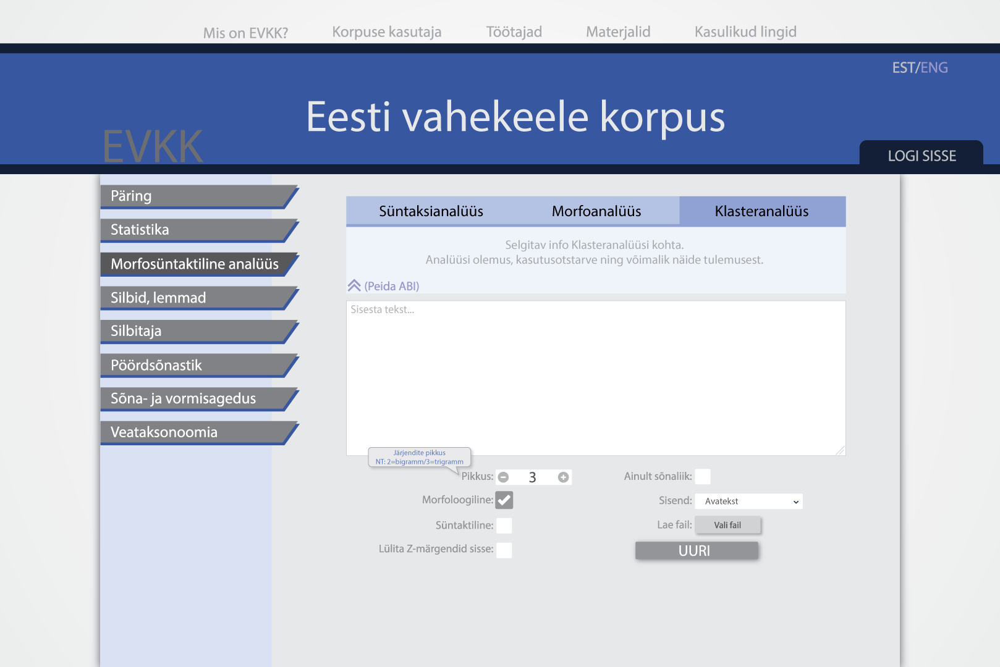 Mis on EVKK? Korpuse kasutaja Töötajad Materjalid Kasulikud lingid
EST/ENG
Eesti vahekeele korpus
EVKK
LOGI SISSE
Päring
Statistika
Morfosüntaktiline analüüs
Silbid, lemmad
Silbitaja
Pöördsõnastik
Sõna- ja vormisagedus
Veataksonoomia
Süntaksianalüüs Morfoanalüüs Klasteranalüüs
Selgitav info Klasteranalüüsi kohta.
Analüüsi olemus, kasutusotstarve ning võimalik näide tulemusest.
(Peida ABI)
Sisesta tekst...
Järjendite pikkus
NT: 2=bigramm/3=trigramm
Pikkus: 3
Morfoloogiline:
Süntaktiline:
Lülita Z-märgendid sisse:
Ainult sõnaliik:
Sisend: Avatekst
Lae fail: Vali fail
UURI